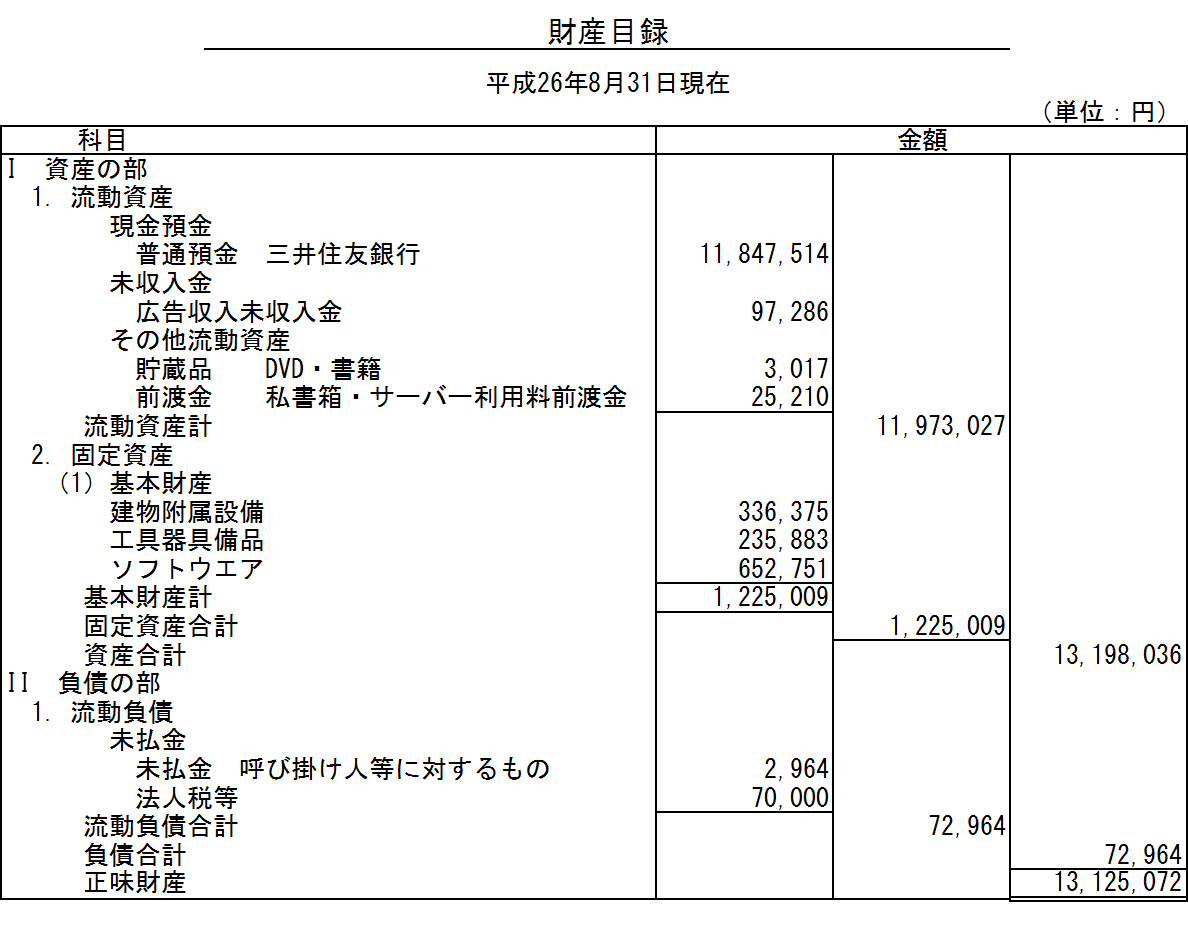 財産目録
平成26年8月31日現在
（単位：円）
科目 金額
I 資産の部
1. 流動資産
現金預金
普通預金 三井住友銀行 11,847,514
未収入金
広告収入未収入金 97,286
その他流動資産
貯蔵品 DVD・書籍 3,017
前渡金 私書箱・サーバー利用料前渡金 25,210
流動資産計 11,973,027
2. 固定資産
(1) 基本財産
建物附属設備 336,375
工具器具備品 235,883
ソフトウエア 652,751
基本財産計 1,225,009
固定資産合計 1,225,009
資産合計 13,198,036
II 負債の部
1. 流動負債
未払金
未払金 呼び掛け人等に対するもの 2,964
法人税等 70,000
流動負債合計 72,964
負債合計 72,964
正味財産 13,125,072